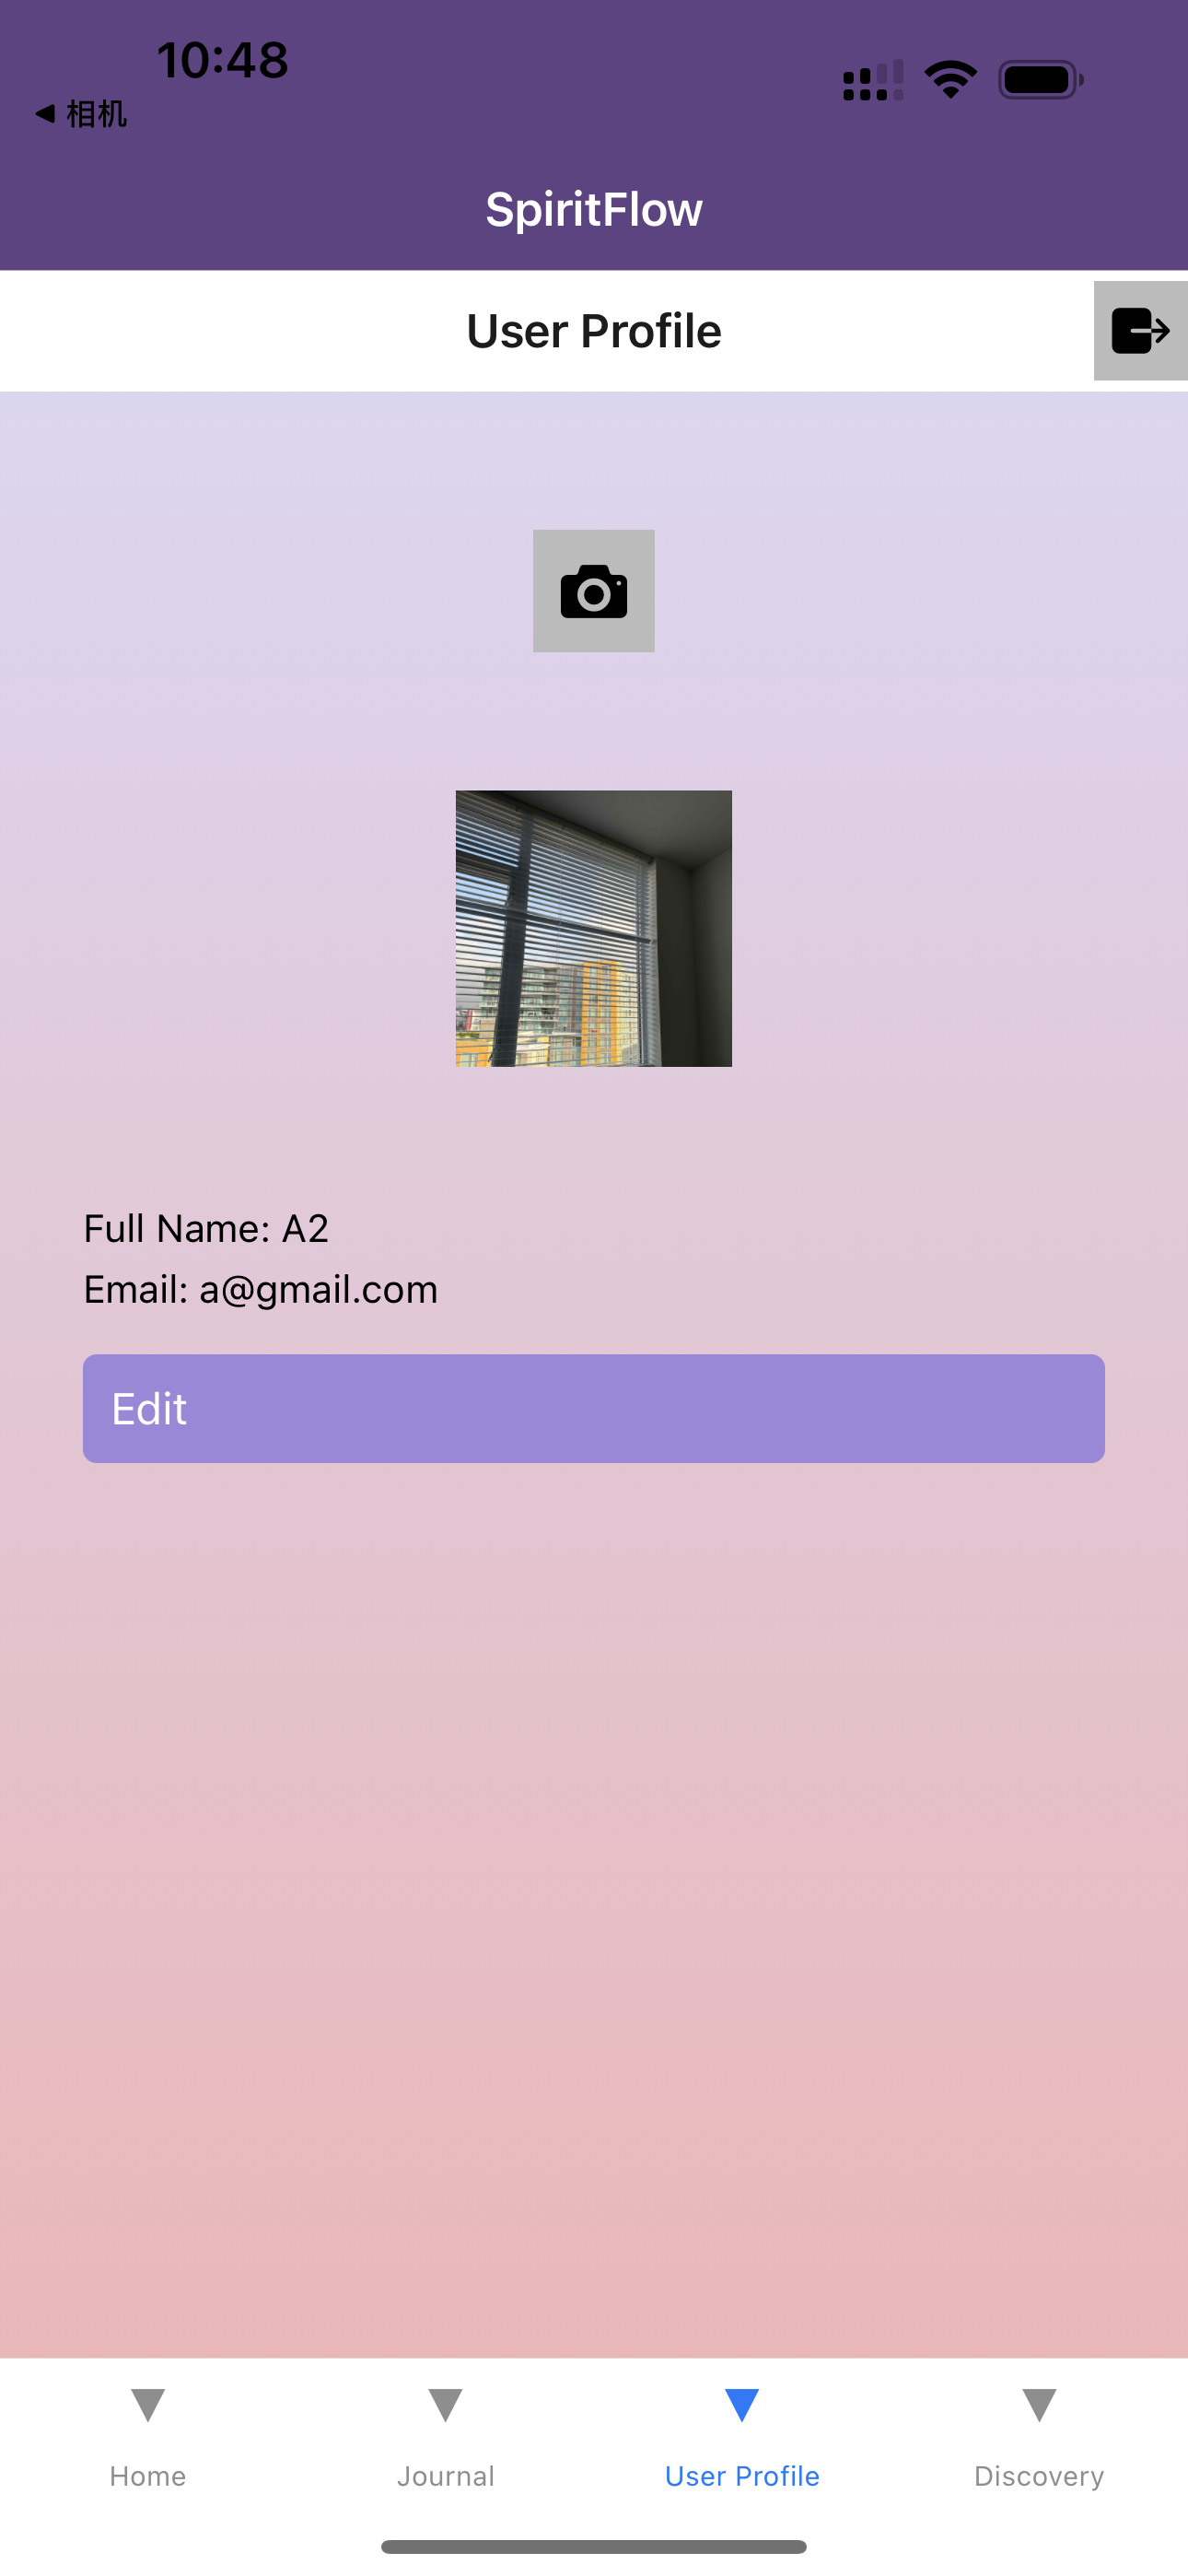 10:48
◀ 相机
SpiritFlow
User Profile
Full Name: A2
Email: a@gmail.com
Edit
Home
Journal
User Profile
Discovery